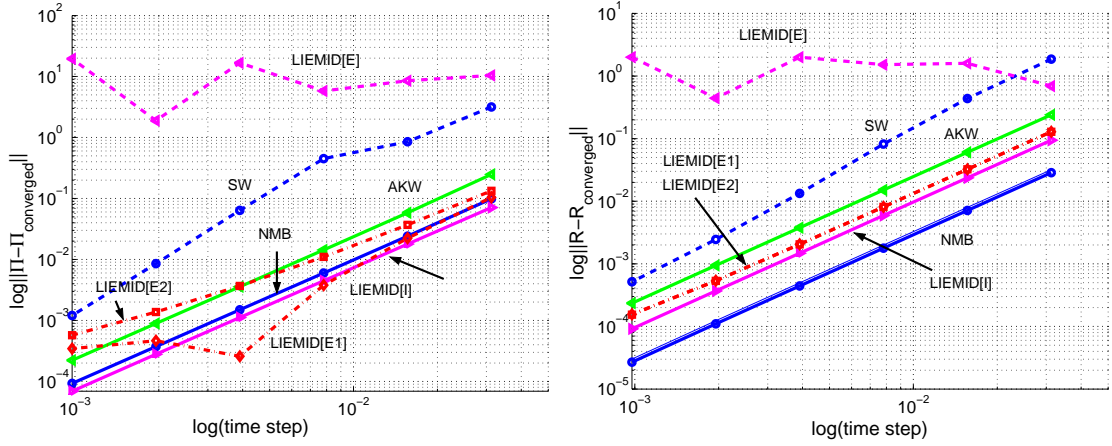 10^2
10^1
10^0
10^-1
10^-2
10^-3
10^-4
log||Π−Π_converged||
LIEMID[E]
SW
AKW
NMB
LIEMID[E2]
LIEMID[I]
LIEMID[E1]
10^-3
10^-2
log(time step)
10^1
10^0
10^-1
10^-2
10^-3
10^-4
10^-5
log||R−R_converged||
LIEMID[E]
SW
AKW
LIEMID[E1]
LIEMID[E2]
NMB
LIEMID[I]
10^-3
10^-2
log(time step)